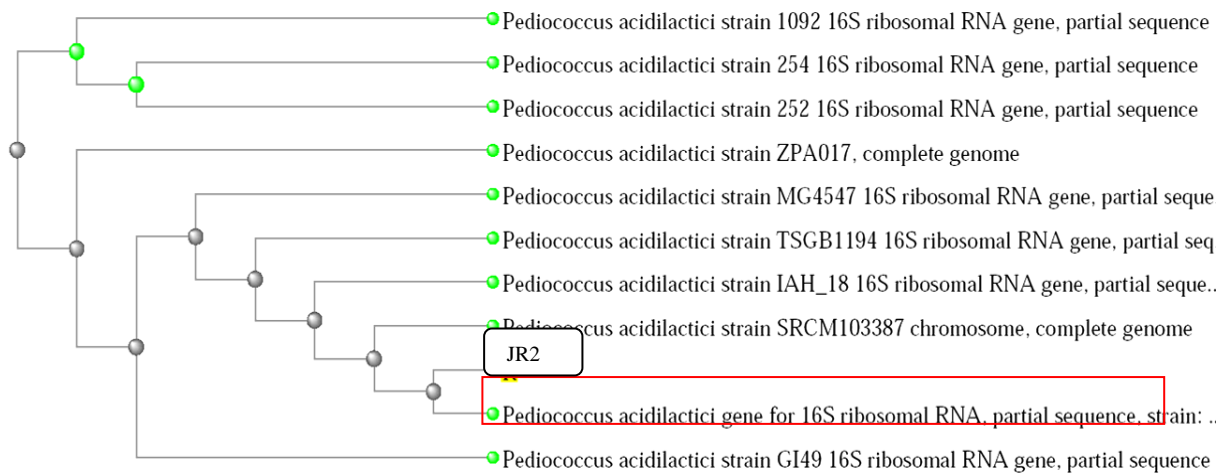 Pediococcus acidilactici strain 1092 16S ribosomal RNA gene, partial sequence
Pediococcus acidilactici strain 254 16S ribosomal RNA gene, partial sequence
Pediococcus acidilactici strain 252 16S ribosomal RNA gene, partial sequence
Pediococcus acidilactici strain ZPA017, complete genome
Pediococcus acidilactici strain MG4547 16S ribosomal RNA gene, partial seque
Pediococcus acidilactici strain TSGB1194 16S ribosomal RNA gene, partial seq
Pediococcus acidilactici strain IAH_18 16S ribosomal RNA gene, partial seque..
Pediococcus acidilactici strain SRCM103387 chromosome, complete genome
JR2
Pediococcus acidilactici gene for 16S ribosomal RNA, partial sequence, strain: ..
Pediococcus acidilactici strain GI49 16S ribosomal RNA gene, partial sequence